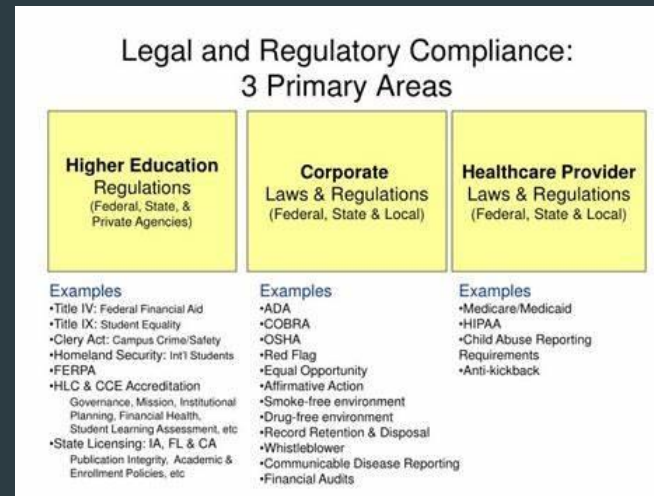 Legal and Regulatory Compliance:
3 Primary Areas
Higher Education
Regulations
(Federal, State, &
Private Agencies)
Corporate
Laws & Regulations
(Federal, State & Local)
Healthcare Provider
Laws & Regulations
(Federal, State & Local)
Examples
•Title IV: Federal Financial Aid
•Title IX: Student Equality
•Clery Act: Campus Crime/Safety
•Homeland Security: Int'l Students
•FERPA
•HLC & CCE Accreditation
Governance, Mission, Institutional
Planning, Financial Health,
Student Learning Assessment, etc
•State Licensing: IA, FL & CA
Publication Integrity, Academic &
Enrollment Policies, etc
Examples
•ADA
•COBRA
•OSHA
•Red Flag
•Equal Opportunity
•Affirmative Action
•Smoke-free environment
•Drug-free environment
•Record Retention & Disposal
•Whistleblower
•Communicable Disease Reporting
•Financial Audits
Examples
•Medicare/Medicaid
•HIPAA
•Child Abuse Reporting
Requirements
•Anti-kickback